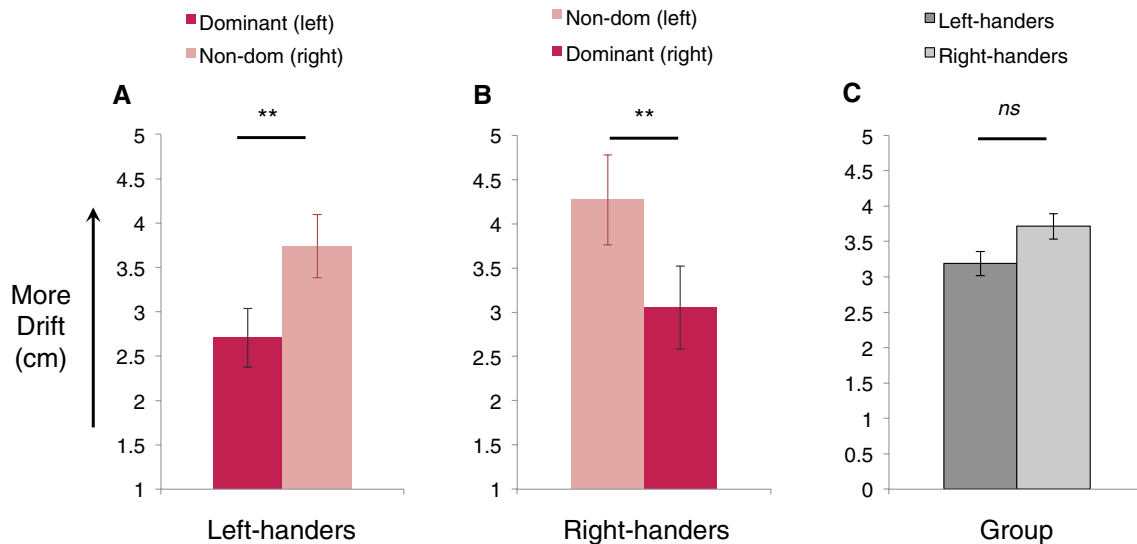 Dominant (left)
Non-dom (right)
Non-dom (left)
Dominant (right)
Left-handers
Right-handers
A
B
C
**
**
ns
More
Drift
(cm)
5
4.5
4
3.5
3
2.5
2
1.5
1
Left-handers
5
4.5
4
3.5
3
2.5
2
1.5
1
Right-handers
5
4.5
4
3.5
3
2.5
2
1.5
1
0.5
0
Group